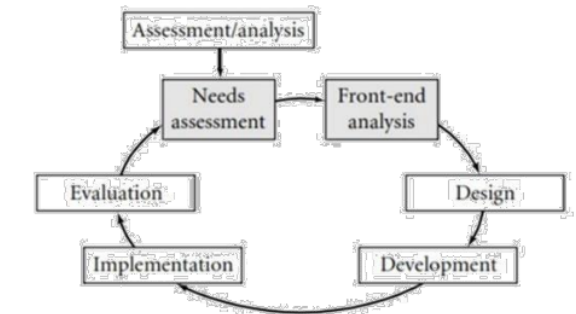 Assessment/analysis
Needs
assessment
Front-end
analysis
Evaluation
Design
Implementation
Development